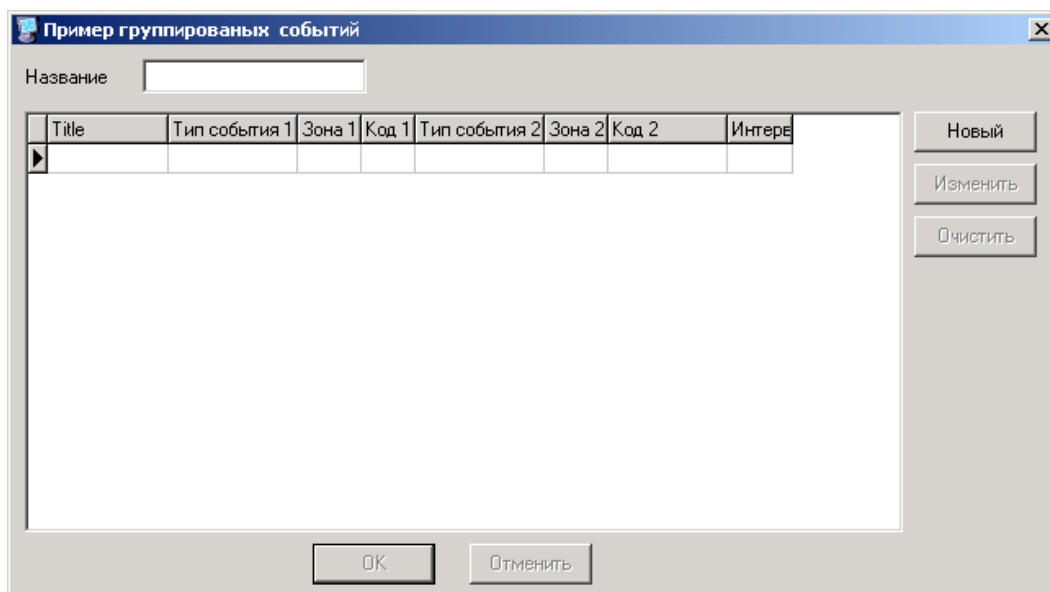 Пример группированых событий
Название
Title Тип события 1 Зона 1 Код 1 Тип события 2 Зона 2 Код 2 Интерв
Новый
Изменить
Очистить
OK Отменить